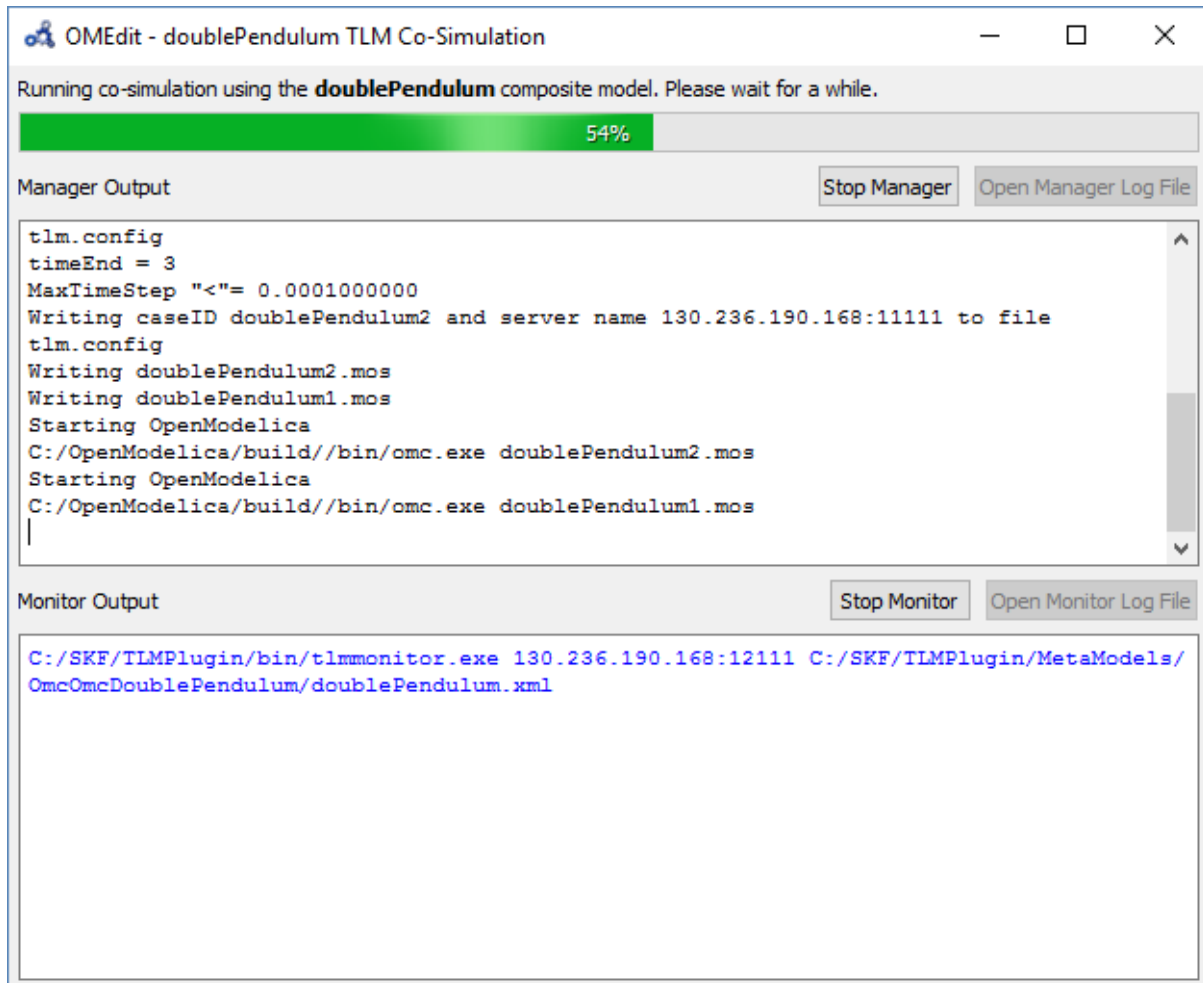 OMEdit - doublePendulum TLM Co-Simulation
Running co-simulation using the doublePendulum composite model. Please wait for a while.
54%
Manager Output
Stop Manager
Open Manager Log File
tlm.config
timeEnd = 3
MaxTimeStep "<"= 0.0001000000
Writing caseID doublePendulum2 and server name 130.236.190.168:11111 to file
tlm.config
Writing doublePendulum2.mos
Writing doublePendulum1.mos
Starting OpenModelica
C:/OpenModelica/build//bin/omc.exe doublePendulum2.mos
Starting OpenModelica
C:/OpenModelica/build//bin/omc.exe doublePendulum1.mos
Monitor Output
Stop Monitor
Open Monitor Log File
C:/SKF/TLMPlugin/bin/tlmmonitor.exe 130.236.190.168:12111 C:/SKF/TLMPlugin/MetaModels/
OmcOmcDoublePendulum/doublePendulum.xml